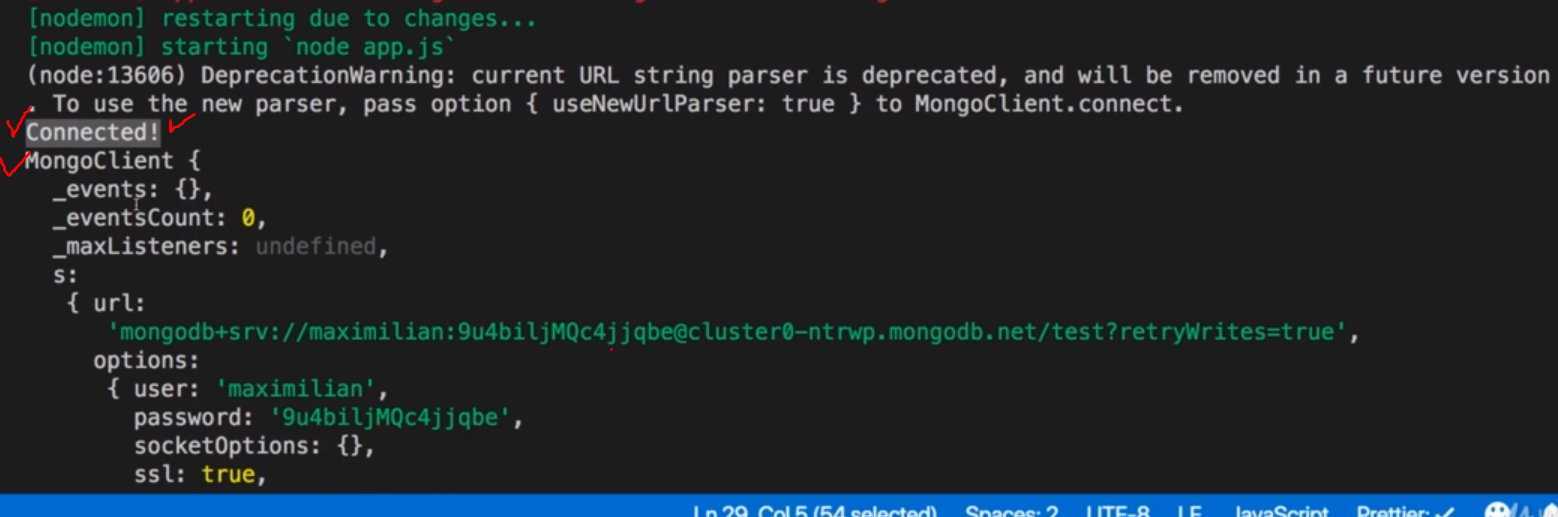 [nodemon] restarting due to changes...
[nodemon] starting `node app.js`
(node:13606) DeprecationWarning: current URL string parser is deprecated, and will be removed in a future version
. To use the new parser, pass option { useNewUrlParser: true } to MongoClient.connect.
Connected!
MongoClient {
  _events: {},
  _eventsCount: 0,
  _maxListeners: undefined,
  s:
   { url:
      'mongodb+srv://maximilian:9u4biljMQc4jjqbe@cluster0-ntrwp.mongodb.net/test?retryWrites=true',
     options:
      { user: 'maximilian',
        password: '9u4biljMQc4jjqbe',
        socketOptions: {},
        ssl: true,
Ln 29, Col 5 (54 selected) Spaces: 2 UTF-8 LF JavaScript Prettier: ✓